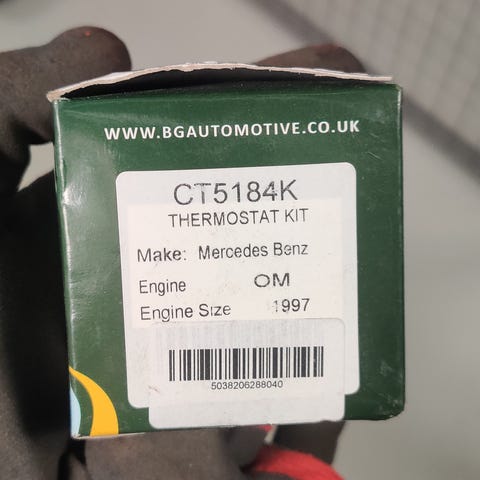 WWW.BGAUTOMOTIVE.CO.UK
CT5184K
THERMOSTAT KIT
Make: Mercedes Benz
Engine OM
Engine Size 1997
5038206288040